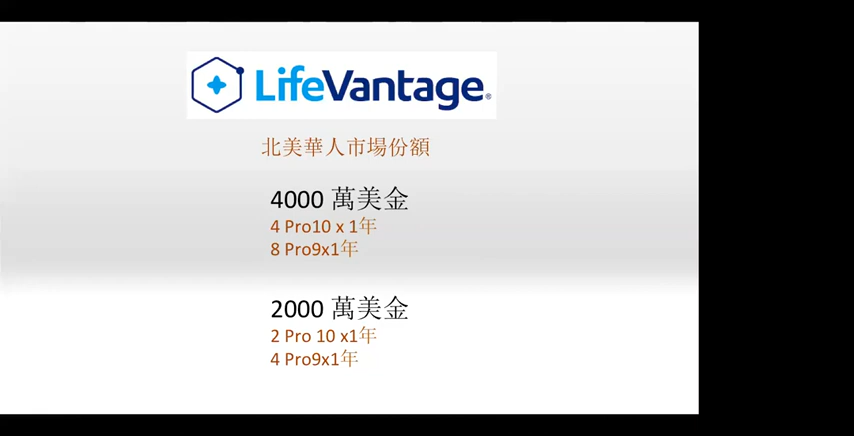 LifeVantage®
北美華人市場份額
4000 萬美金
4 Pro10 x 1年
8 Pro9x1年
2000 萬美金
2 Pro 10 x1年
4 Pro9x1年